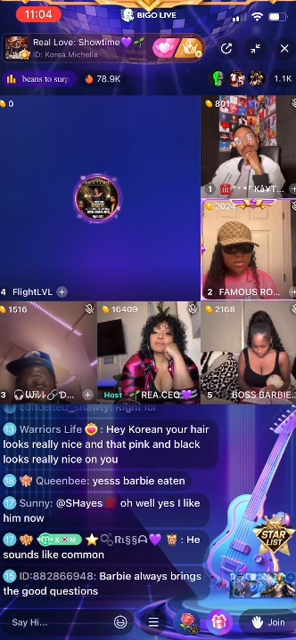 11:04
BIGO LIVE
Real Love: Showtime💜🌱
ID: Korea.Michelle
beans to surp
🔥 78.9K
1.1K
0
801
1
4 FlightLVL +
2024
2 FAMOUS RO...
1516
16409
2168
3
Host REA.CEO💜
5 BOSS BARBIE.
13 Warriors Life : Hey Korean your hair
looks really nice and that pink and black
looks really nice on you
18 Queenbee: yesss barbie eaten
17 Sunny: @SHayes oh well yes I like
him now
17 : He
sounds like common
15 ID:882866948: Barbie always brings
the good questions
STAR
LIST
Say Hi...
Join